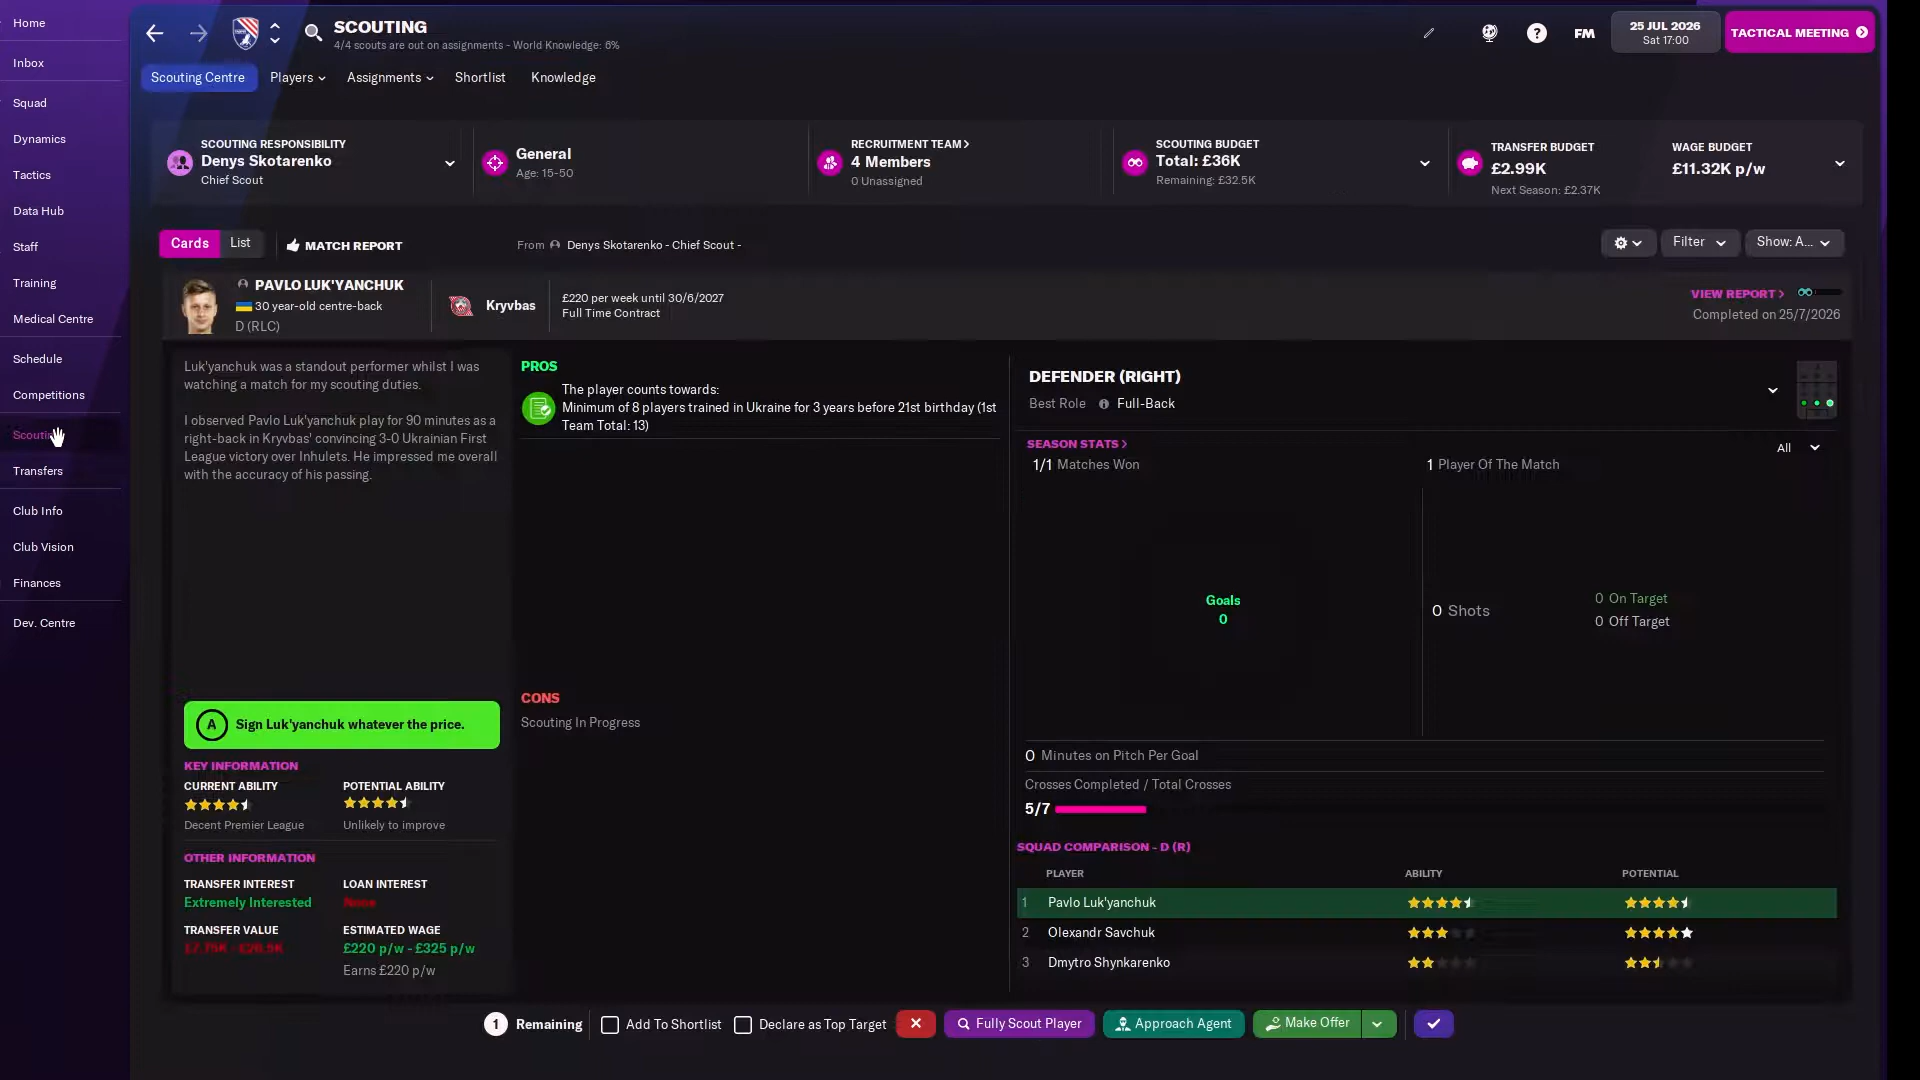 Home
Inbox
Squad
Dynamics
Tactics
Data Hub
Staff
Training
Medical Centre
Schedule
Competitions
Transfers
Club Info
Club Vision
Finances
Dev. Centre
SCOUTING
4/4 scouts are out on assignments - World Knowledge: 6%
FM
25 JUL 2026
Sat 17:00
TACTICAL MEETING
Scouting Centre Players Assignments Shortlist Knowledge
SCOUTING RESPONSIBILITY
Denys Skotarenko
Chief Scout
General
Age: 15-50
RECRUITMENT TEAM >
4 Members
0 Unassigned
SCOUTING BUDGET
Total: £36K
Remaining: £32.5K
TRANSFER BUDGET
£2.99K
Next Season: £2.37K
WAGE BUDGET
£11.32K p/w
Cards List MATCH REPORT From Denys Skotarenko - Chief Scout - Filter Show: A...
PAVLO LUK'YANCHUK
30 year-old centre-back
D (RLC)
Kryvbas
£220 per week until 30/6/2027
Full Time Contract
VIEW REPORT >
Completed on 25/7/2026
Luk'yanchuk was a standout performer whilst I was
watching a match for my scouting duties.
I observed Pavlo Luk'yanchuk play for 90 minutes as a
right-back in Kryvbas' convincing 3-0 Ukrainian First
League victory over Inhulets. He impressed me overall
with the accuracy of his passing.
A Sign Luk'yanchuk whatever the price.
KEY INFORMATION
CURRENT ABILITY POTENTIAL ABILITY
Decent Premier League Unlikely to improve
OTHER INFORMATION
TRANSFER INTEREST LOAN INTEREST
Extremely Interested None
TRANSFER VALUE ESTIMATED WAGE
£220 p/w - £325 p/w
Earns £220 p/w
PROS
The player counts towards:
Minimum of 8 players trained in Ukraine for 3 years before 21st birthday (1st
Team Total: 13)
CONS
Scouting In Progress
DEFENDER (RIGHT)
Best Role Full-Back
SEASON STATS > All
1/1 Matches Won 1 Player Of The Match
Goals
0
0 Shots
0 On Target
0 Off Target
0 Minutes on Pitch Per Goal
Crosses Completed / Total Crosses
5/7
SQUAD COMPARISON - D (R)
PLAYER ABILITY POTENTIAL
1 Pavlo Luk'yanchuk
2 Olexandr Savchuk
3 Dmytro Shynkarenko
1 Remaining Add To Shortlist Declare as Top Target Fully Scout Player Approach Agent Make Offer